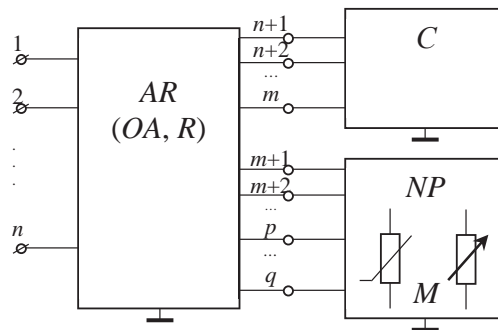 1
2
.
.
.
n
AR
(OA, R)
n+1
n+2
...
m
m+1
m+2
...
p
...
q
C
NP
M